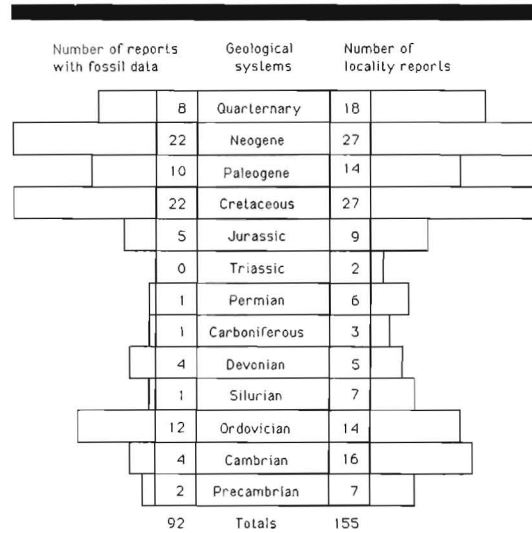 Number of reports Geological Number of
with fossil data systems locality reports
8 Quarternary 18
22 Neogene 27
10 Paleogene 14
22 Cretaceous 27
5 Jurassic 9
0 Triassic 2
1 Permian 6
1 Carboniferous 3
4 Devonian 5
1 Silurian 7
12 Ordovician 14
4 Cambrian 16
2 Precambrian 7
92 Totals 155